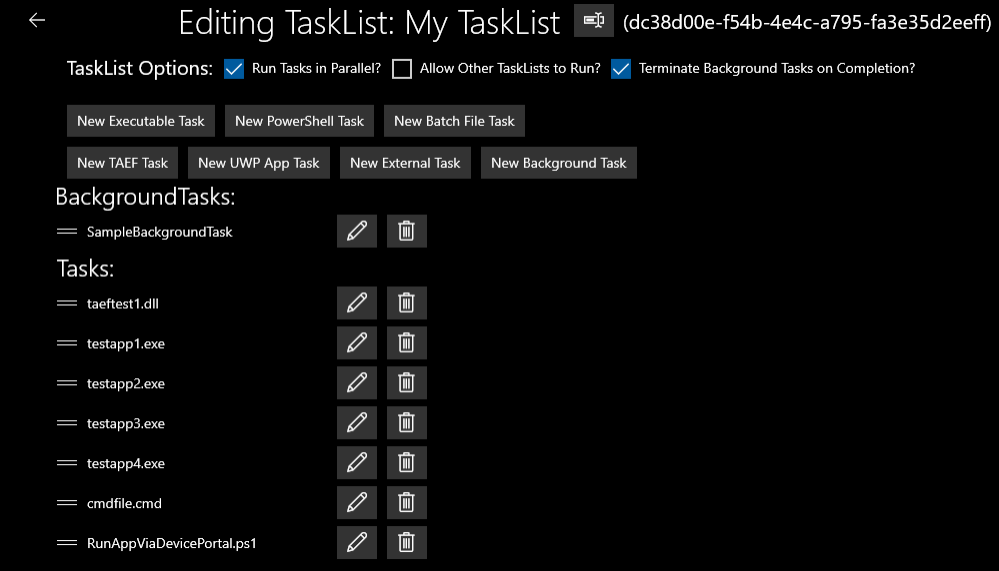 Editing TaskList: My TaskList (dc38d00e-f54b-4e4c-a795-fa3e35d2eeff)
TaskList Options: Run Tasks in Parallel? Allow Other TaskLists to Run? Terminate Background Tasks on Completion?
New Executable Task New PowerShell Task New Batch File Task
New TAEF Task New UWP App Task New External Task New Background Task
BackgroundTasks:
SampleBackgroundTask
Tasks:
taeftest1.dll
testapp1.exe
testapp2.exe
testapp3.exe
testapp4.exe
cmdfile.cmd
RunAppViaDevicePortal.ps1